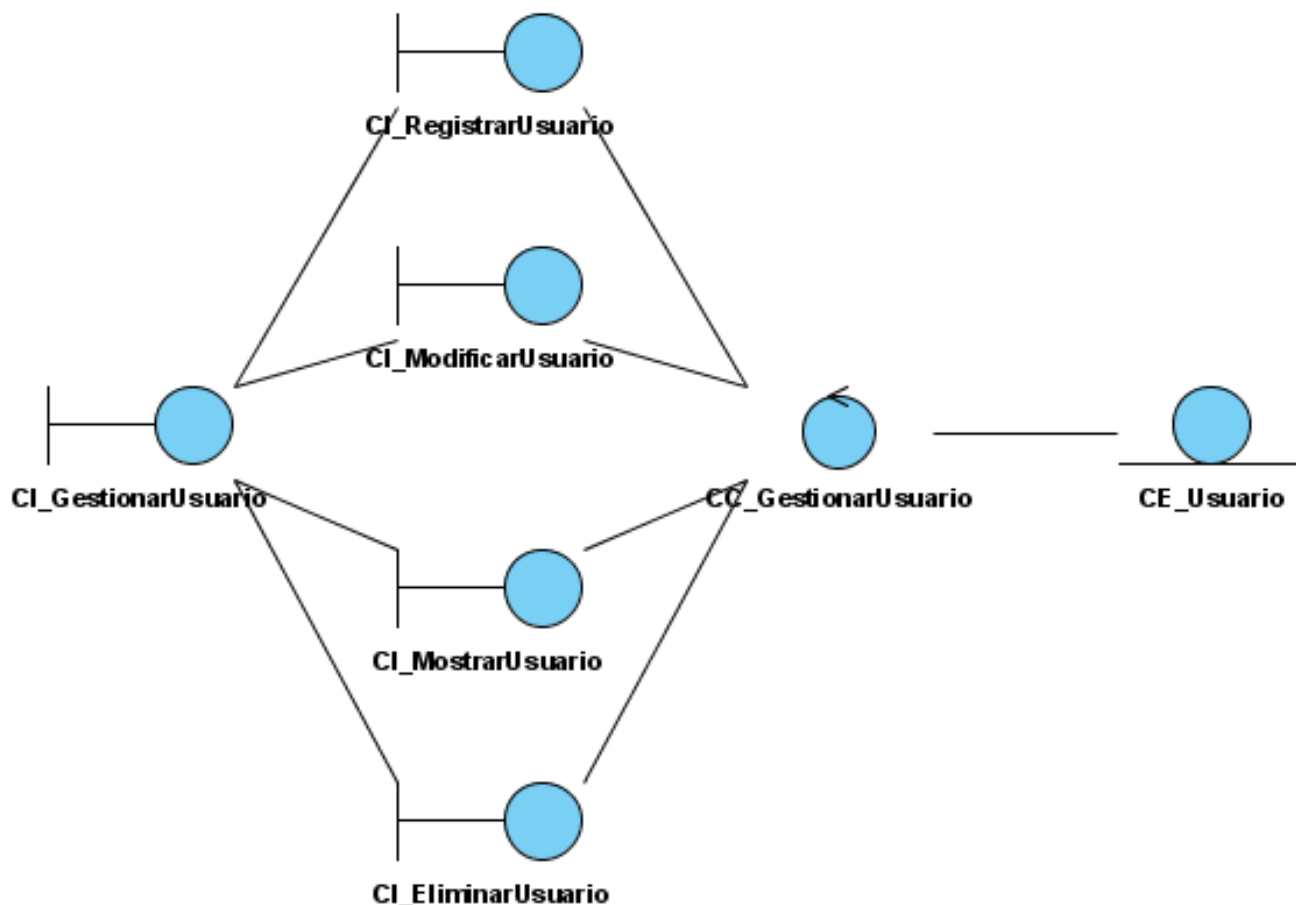 CI_RegistrarUsuario
CI_ModificarUsuario
CI_GestionarUsuario
CC_GestionarUsuario
CE_Usuario
CI_MostrarUsuario
CI_EliminarUsuario